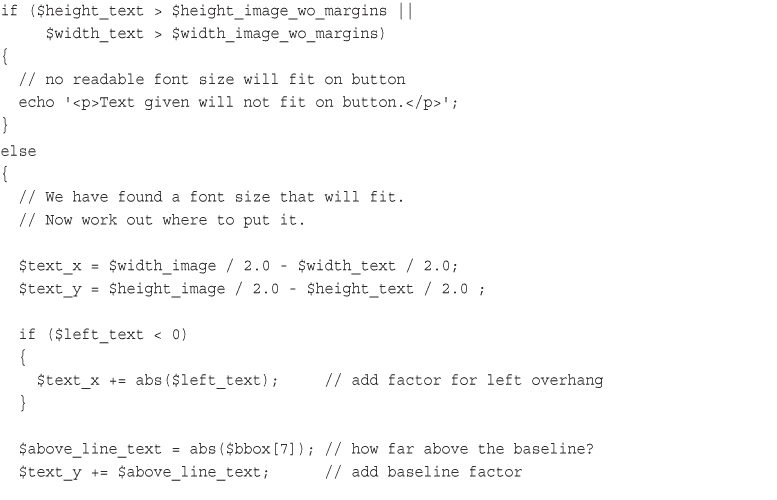 if ($height_text > $height_image_wo_margins ||
     $width_text > $width_image_wo_margins)
{
  // no readable font size will fit on button
  echo '<p>Text given will not fit on button.</p>';
}
else
{
  // We have found a font size that will fit.
  // Now work out where to put it.

  $text_x = $width_image / 2.0 - $width_text / 2.0;
  $text_y = $height_image / 2.0 - $height_text / 2.0 ;

  if ($left_text < 0)
  {
    $text_x += abs($left_text);     // add factor for left overhang
  }

  $above_line_text = abs($bbox[7]); // how far above the baseline?
  $text_y += $above_line_text;      // add baseline factor